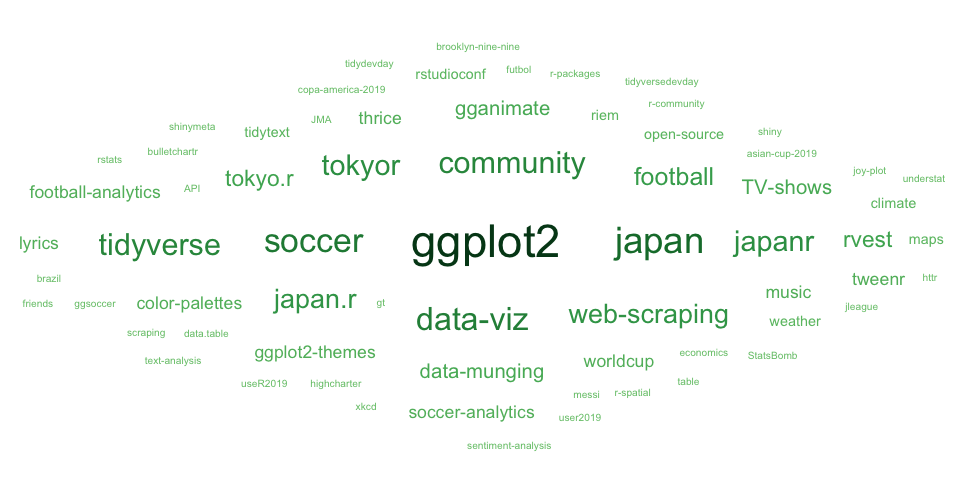 brooklyn-nine-nine
tidydevday
rstudioconf
futbol
r-packages
copa-america-2019
tidyversedevday
gganimate
r-community
shinymeta
tidytext
JMA
thrice
riem
open-source
shiny
rstats
bulletchartr
tokyor
community
asian-cup-2019
football-analytics
API
tokyo.r
football
TV-shows
joy-plot
understat
climate
lyrics
tidyverse
soccer
ggplot2
japan
japanr
rvest
maps
brazil
tweenr
httr
friends
ggsoccer
color-palettes
japan.r
gt
music
jleague
scraping
data.table
data-viz
web-scraping
weather
text-analysis
ggplot2-themes
worldcup
economics
StatsBomb
useR2019
highcharter
data-munging
table
xkcd
soccer-analytics
messi
r-spatial
user2019
sentiment-analysis